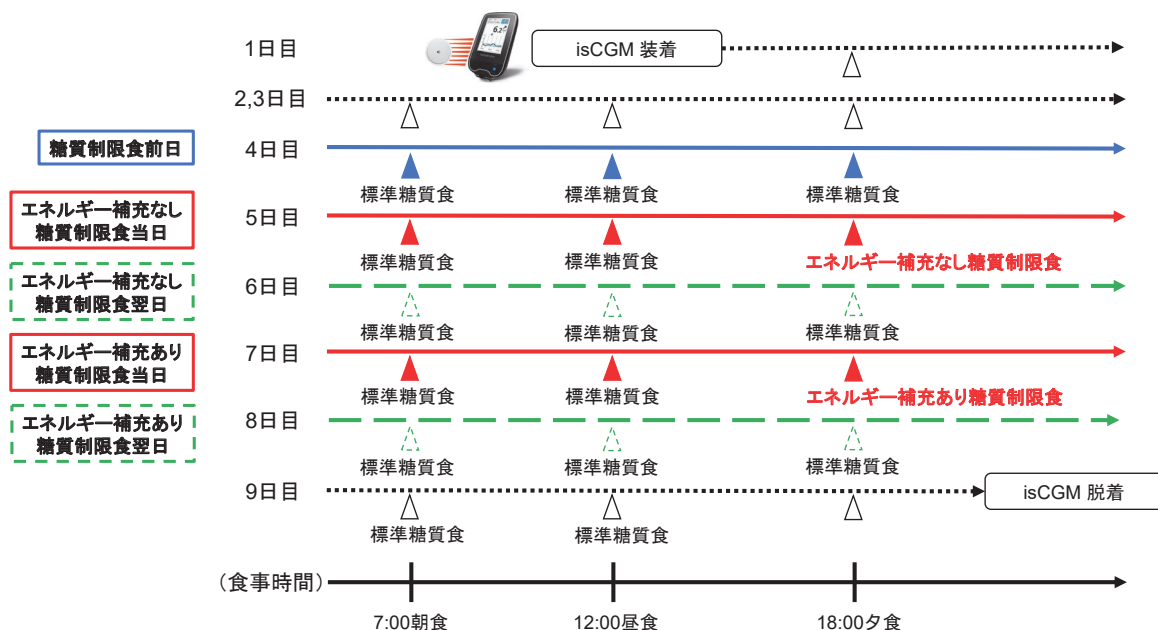 6.2
1日目
isCGM 装着
2,3日目
糖質制限食前日
4日目
標準糖質食
標準糖質食
標準糖質食
エネルギー補充なし
糖質制限食当日
5日目
標準糖質食
標準糖質食
エネルギー補充なし糖質制限食
エネルギー補充なし
糖質制限食翌日
6日目
標準糖質食
標準糖質食
標準糖質食
エネルギー補充あり
糖質制限食当日
7日目
標準糖質食
標準糖質食
エネルギー補充あり糖質制限食
エネルギー補充あり
糖質制限食翌日
8日目
標準糖質食
標準糖質食
標準糖質食
9日目
isCGM 脱着
標準糖質食
標準糖質食
(食事時間)
7:00朝食
12:00昼食
18:00夕食